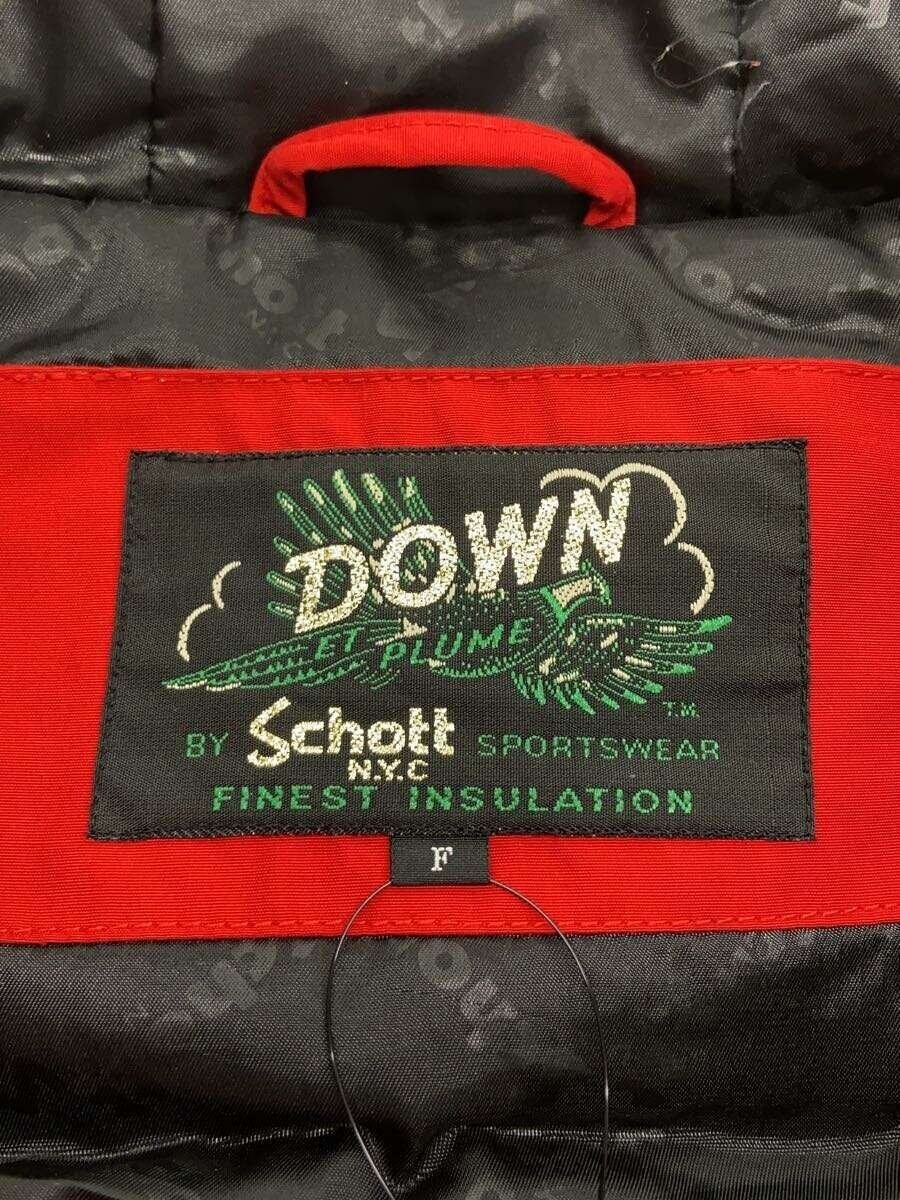 DOWN
ET PLUME
T.M.
BY Schott SPORTSWEAR
N.Y.C
FINEST INSULATION
F